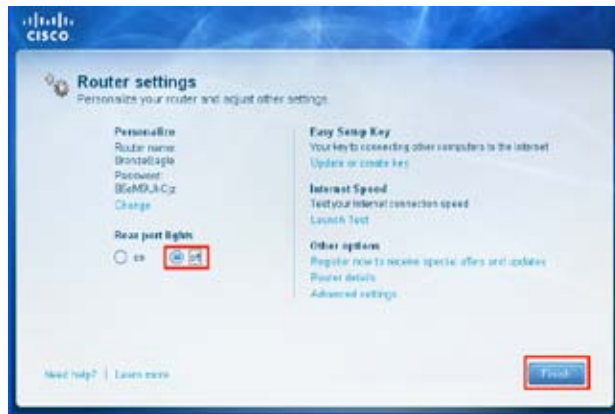 CISCO
Router settings
Personalize your router and adjust other settings
Personalize
Router name:
BronzeEagle
Password:
Change
Rear port lights
on
off
Easy Setup Key
Your key to connecting other computers to the internet
Update or create key
Internet Speed
Test your internet connection speed
Launch Test
Other options
Register now to receive special offers and updates
Router details
Advanced settings
Need help? | Learn more
Finish